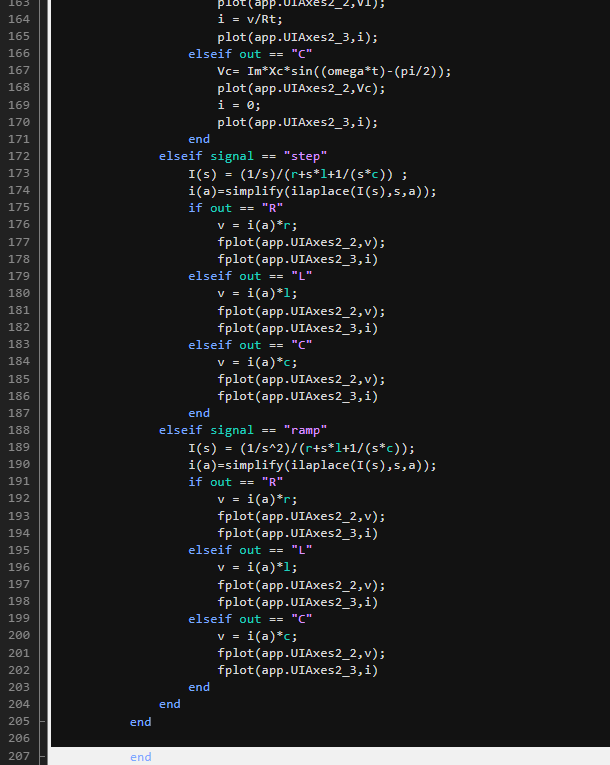 163 plot(app.UIAxes2_2,Vl);
164 i = v/Rt;
165 plot(app.UIAxes2_3,i);
166 elseif out == "C"
167 Vc= Im*Xc*sin((omega*t)-(pi/2));
168 plot(app.UIAxes2_2,Vc);
169 i = 0;
170 plot(app.UIAxes2_3,i);
171 end
172 elseif signal == "step"
173 I(s) = (1/s)/(r+s*l+1/(s*c)) ;
174 i(a)=simplify(ilaplace(I(s),s,a));
175 if out == "R"
176 v = i(a)*r;
177 fplot(app.UIAxes2_2,v);
178 fplot(app.UIAxes2_3,i)
179 elseif out == "L"
180 v = i(a)*l;
181 fplot(app.UIAxes2_2,v);
182 fplot(app.UIAxes2_3,i)
183 elseif out == "C"
184 v = i(a)*c;
185 fplot(app.UIAxes2_2,v);
186 fplot(app.UIAxes2_3,i)
187 end
188 elseif signal == "ramp"
189 I(s) = (1/s^2)/(r+s*l+1/(s*c));
190 i(a)=simplify(ilaplace(I(s),s,a));
191 if out == "R"
192 v = i(a)*r;
193 fplot(app.UIAxes2_2,v);
194 fplot(app.UIAxes2_3,i)
195 elseif out == "L"
196 v = i(a)*l;
197 fplot(app.UIAxes2_2,v);
198 fplot(app.UIAxes2_3,i)
199 elseif out == "C"
200 v = i(a)*c;
201 fplot(app.UIAxes2_2,v);
202 fplot(app.UIAxes2_3,i)
203 end
204 end
205 end
206
207 end